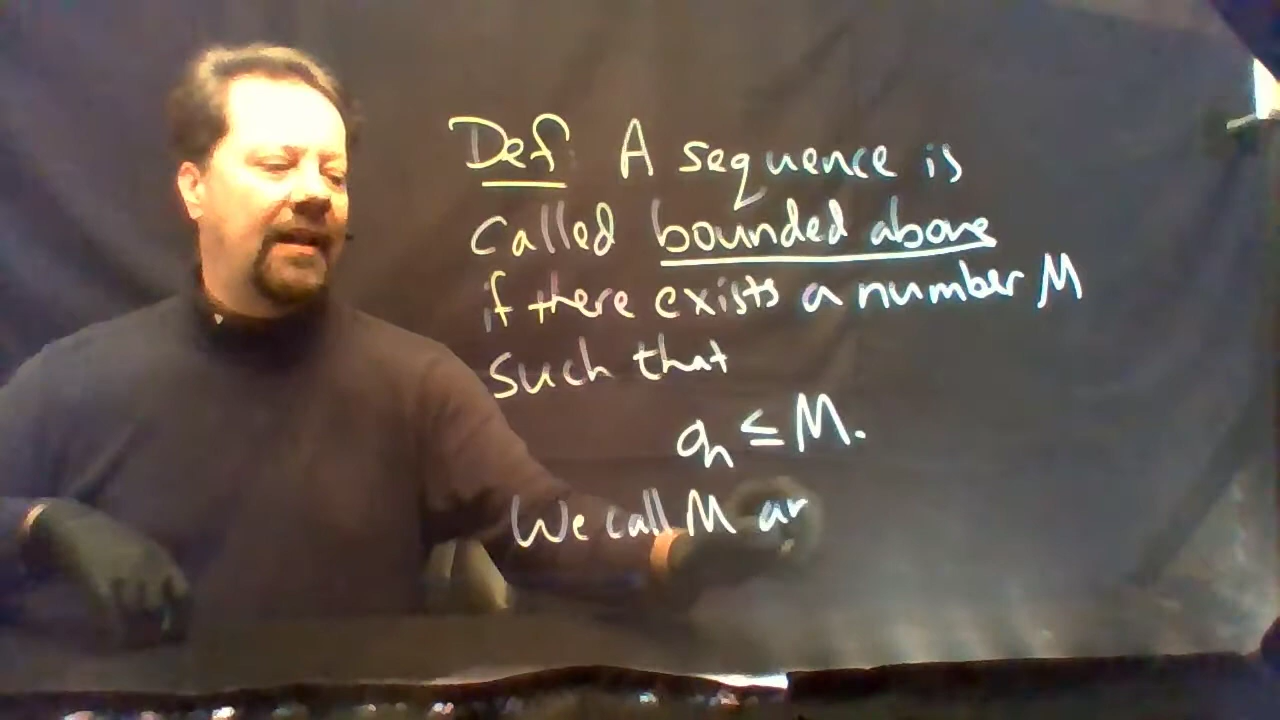 Def: A sequence is
called bounded above
if there exists a number M
such that
aₙ ≤ M.
We call M an